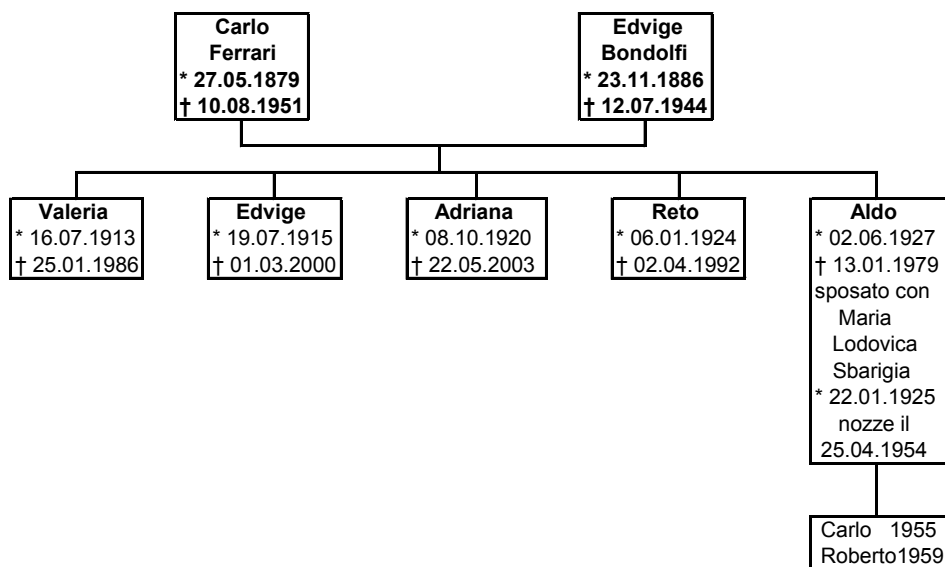 Carlo
Ferrari
* 27.05.1879
† 10.08.1951
Edvige
Bondolfi
* 23.11.1886
† 12.07.1944
Valeria
* 16.07.1913
† 25.01.1986
Edvige
* 19.07.1915
† 01.03.2000
Adriana
* 08.10.1920
† 22.05.2003
Reto
* 06.01.1924
† 02.04.1992
Aldo
* 02.06.1927
† 13.01.1979
sposato con
Maria
Lodovica
Sbarigia
* 22.01.1925
nozze il
25.04.1954
Carlo 1955
Roberto1959